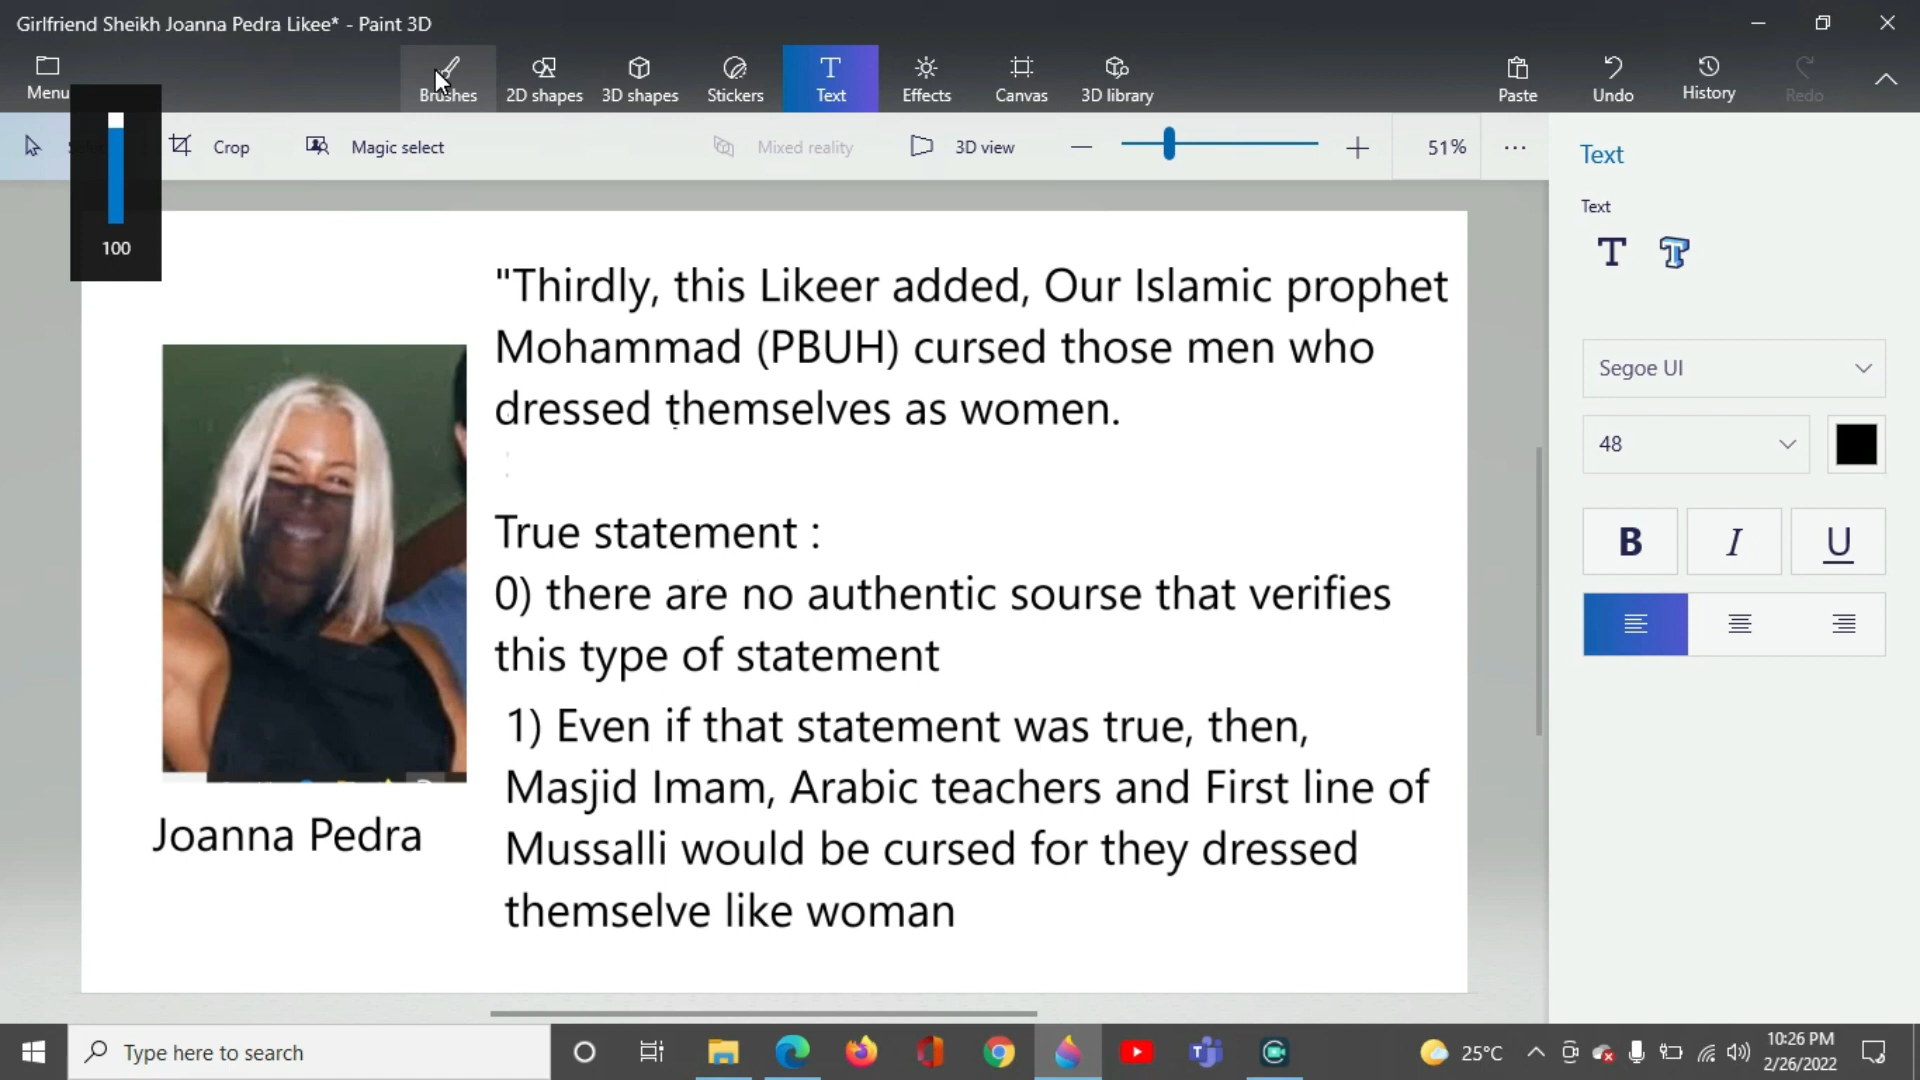 Girlfriend Sheikh Joanna Pedra Likee* - Paint 3D
Menu
Brushes
2D shapes
3D shapes
Stickers
Text
Effects
Canvas
3D library
Paste
Undo
History
Redo
Crop
Magic select
Mixed reality
3D view
51%
100
Text
Text
Segoe UI
48
B
I
U
"Thirdly, this Likeer added, Our Islamic prophet
Mohammad (PBUH) cursed those men who
dressed themselves as women.
True statement :
0) there are no authentic sourse that verifies
this type of statement
1) Even if that statement was true, then,
Masjid Imam, Arabic teachers and First line of
Mussalli would be cursed for they dressed
themselve like woman
Joanna Pedra
Type here to search
25°C
10:26 PM
2/26/2022